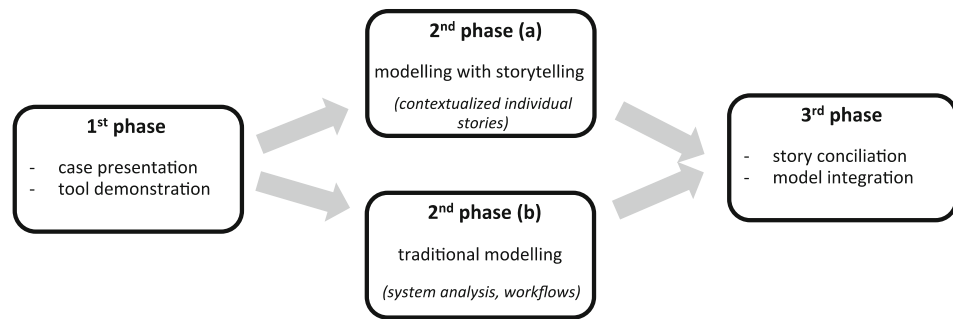 1st phase
- case presentation
- tool demonstration
2nd phase (a)
modelling with storytelling
(contextualized individual
stories)
2nd phase (b)
traditional modelling
(system analysis, workflows)
3rd phase
- story conciliation
- model integration